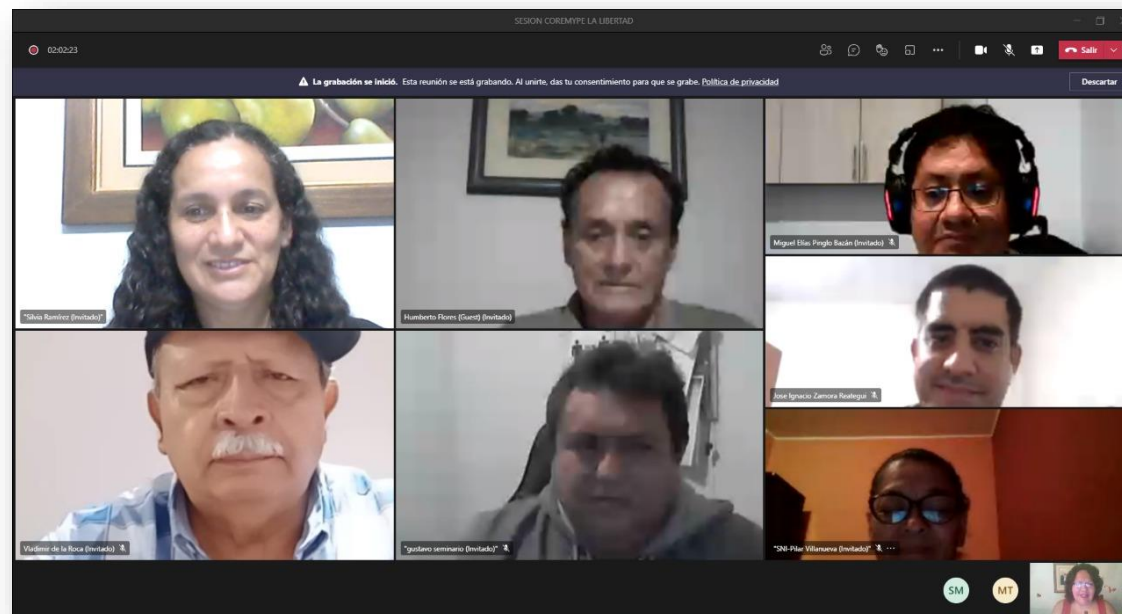 SESION COREMYPE LA LIBERTAD
02:02:23
Salir
La grabación se inició. Esta reunión se está grabando. Al unirte, das tu consentimiento para que se grabe. Política de privacidad
Descartar
"Silvia Ramírez (Invitado)"
Humberto Flores (Guest) (Invitado)
Miguel Elías Pinglo Bazán (Invitado)
Jose Ignacio Zamora Reategui
Vladimir de la Roca (Invitado)
"gustavo seminario (Invitado)"
"SNI-Pilar Villanueva (Invitado)"
SM
MT